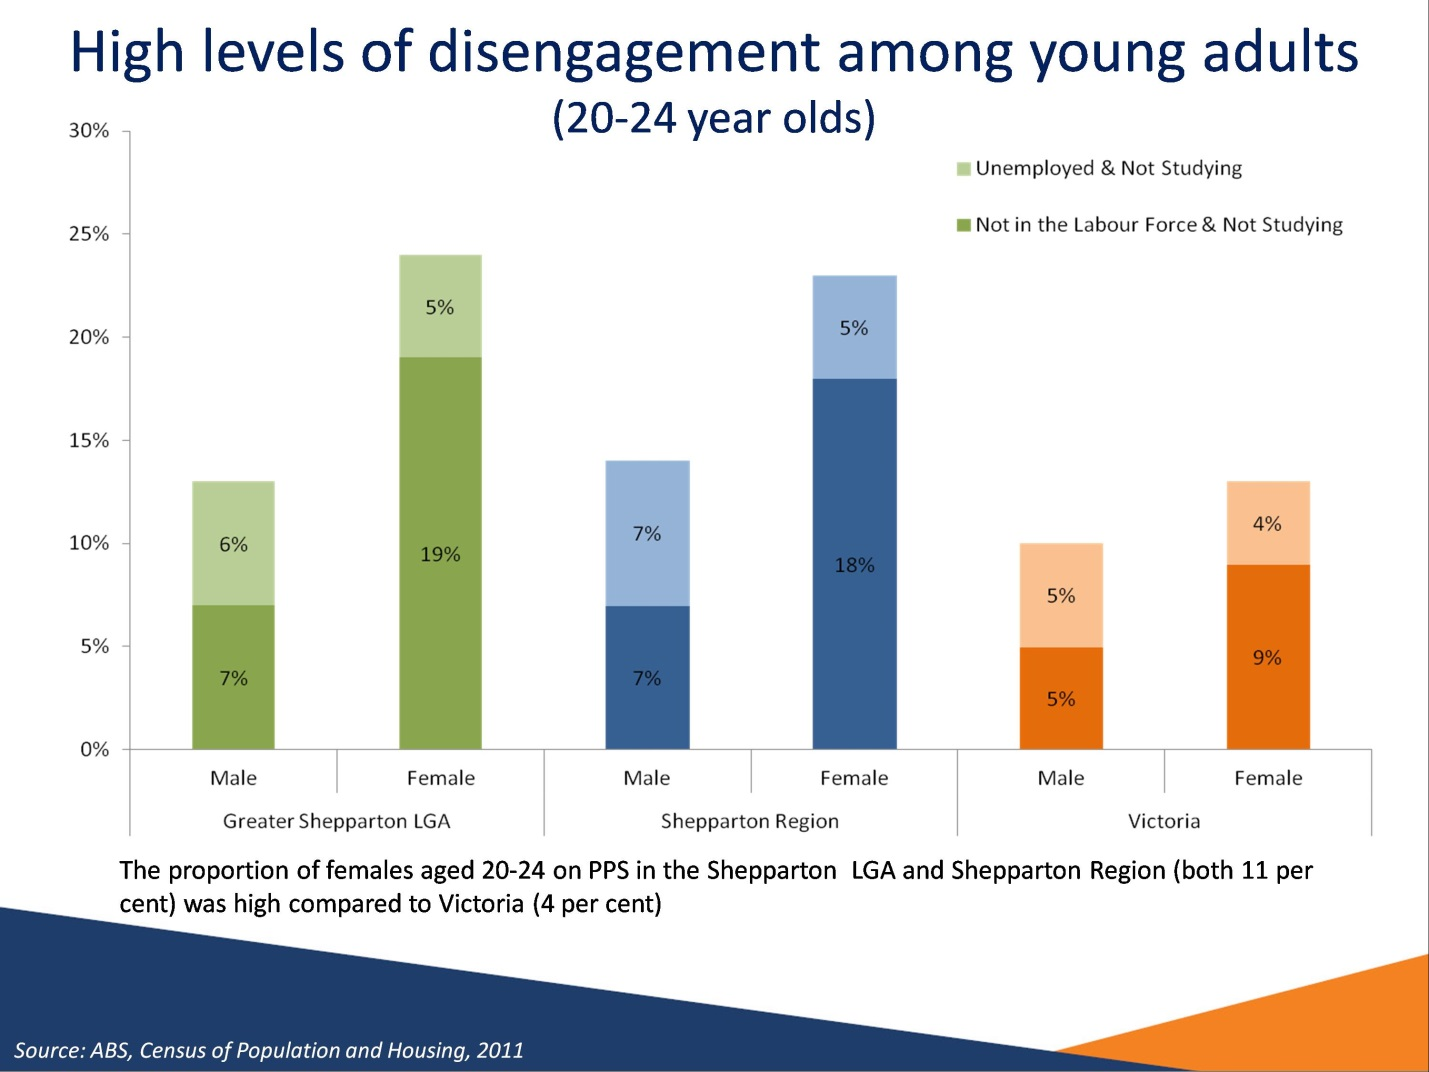 High levels of disengagement among young adults
(20-24 year olds)
Unemployed & Not Studying
Not in the Labour Force & Not Studying
30%
25%
20%
15%
10%
5%
0%
6%
7%
5%
19%
7%
7%
5%
18%
5%
5%
4%
9%
Male
Female
Male
Female
Male
Female
Greater Shepparton LGA
Shepparton Region
Victoria
The proportion of females aged 20-24 on PPS in the Shepparton LGA and Shepparton Region (both 11 per
cent) was high compared to Victoria (4 per cent)
Source: ABS, Census of Population and Housing, 2011